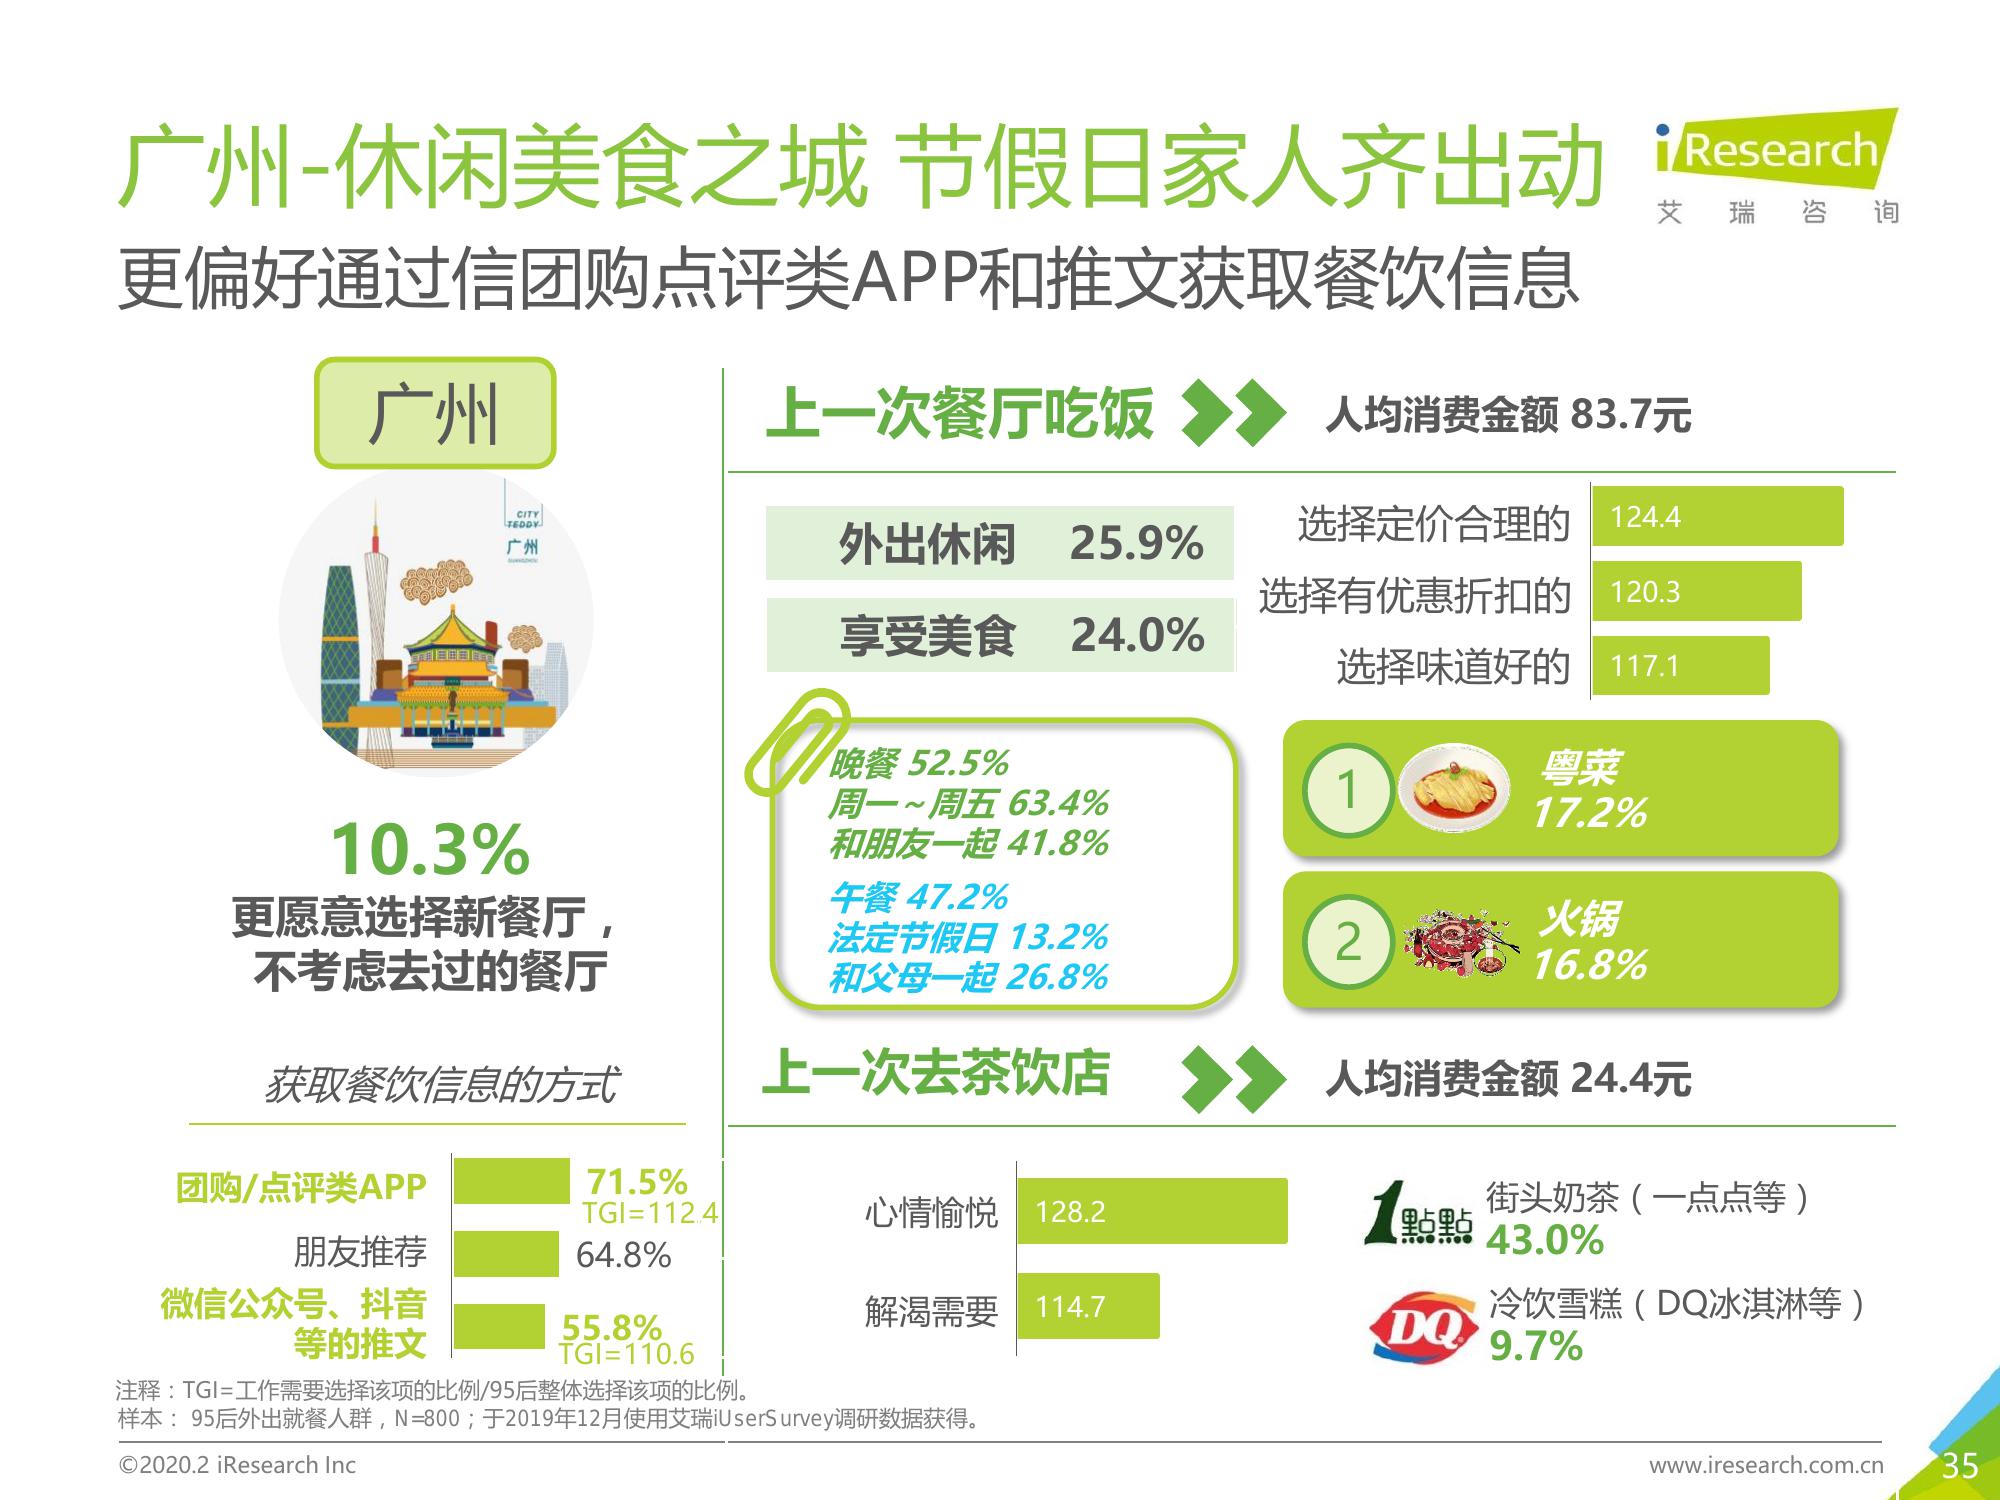 广州-休闲美食之城 节假日家人齐出动
iResearch
艾 瑞 咨 询
更偏好通过信团购点评类APP和推文获取餐饮信息
广州
CITY
TEDDY
广州
GUANGZHOU
10.3%
更愿意选择新餐厅，
不考虑去过的餐厅
获取餐饮信息的方式
团购/点评类APP 71.5%
TGI=112.4
朋友推荐 64.8%
微信公众号、抖音
等的推文 55.8%
TGI=110.6
上一次餐厅吃饭 人均消费金额 83.7元
外出休闲 25.9%
享受美食 24.0%
选择定价合理的 124.4
选择有优惠折扣的 120.3
选择味道好的 117.1
晚餐 52.5%
周一~周五 63.4%
和朋友一起 41.8%
午餐 47.2%
法定节假日 13.2%
和父母一起 26.8%
1 粤菜
17.2%
2 火锅
16.8%
上一次去茶饮店 人均消费金额 24.4元
心情愉悦 128.2
解渴需要 114.7
1點點
街头奶茶（一点点等）
43.0%
DQ
冷饮雪糕（DQ冰淇淋等）
9.7%
注释：TGI=工作需要选择该项的比例/95后整体选择该项的比例。
样本： 95后外出就餐人群，N=800；于2019年12月使用艾瑞iUserSurvey调研数据获得。
©2020.2 iResearch Inc
www.iresearch.com.cn
35